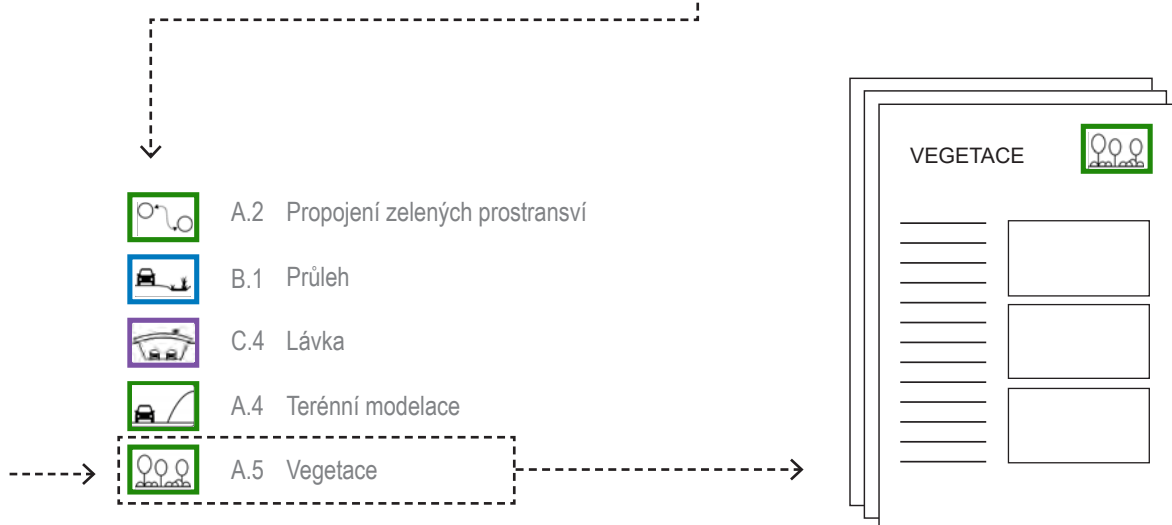 A.2 Propojení zelených prostransví
B.1 Průleh
C.4 Lávka
A.4 Terénní modelace
A.5 Vegetace
VEGETACE